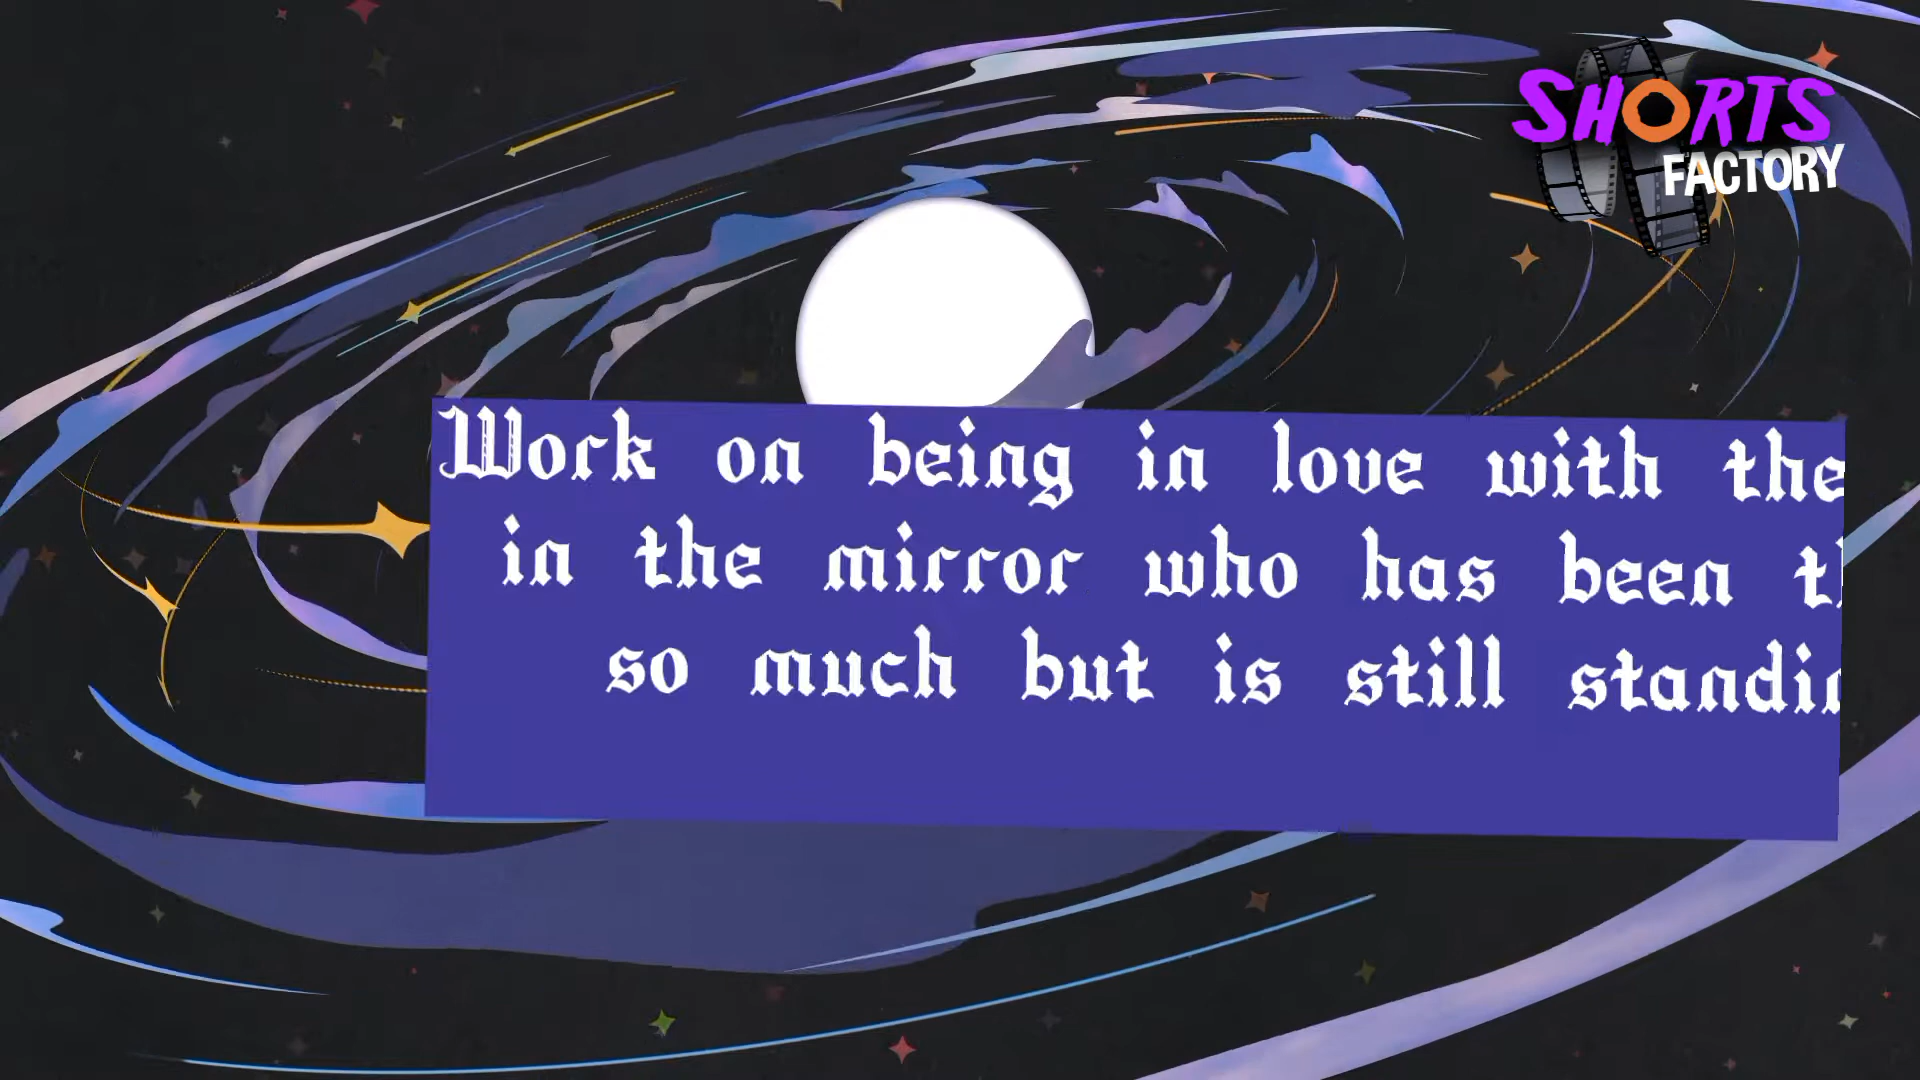 SHORTS
FACTORY
Work on being in love with the
in the mirror who has been
so much but is still